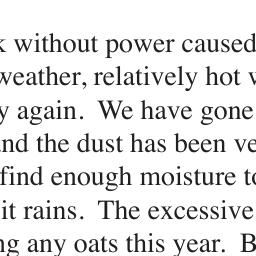 k without power caused
weather, relatively hot w
y again.  We have gone
nd the dust has been ve
find enough moisture to
it rains.  The excessive
ng any oats this year.  B